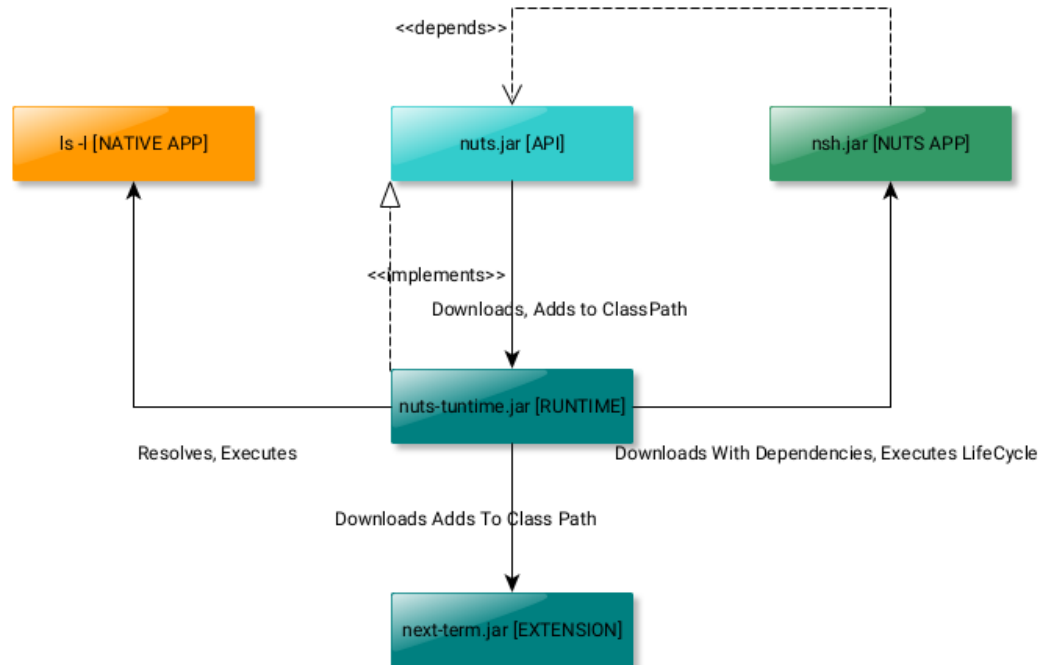 <<depends>>
ls -l [NATIVE APP]
nuts.jar [API]
nsh.jar [NUTS APP]
<<implements>>
Downloads, Adds to ClassPath
nuts-tuntime.jar [RUNTIME]
Resolves, Executes
Downloads With Dependencies, Executes LifeCycle
Downloads Adds To Class Path
next-term.jar [EXTENSION]